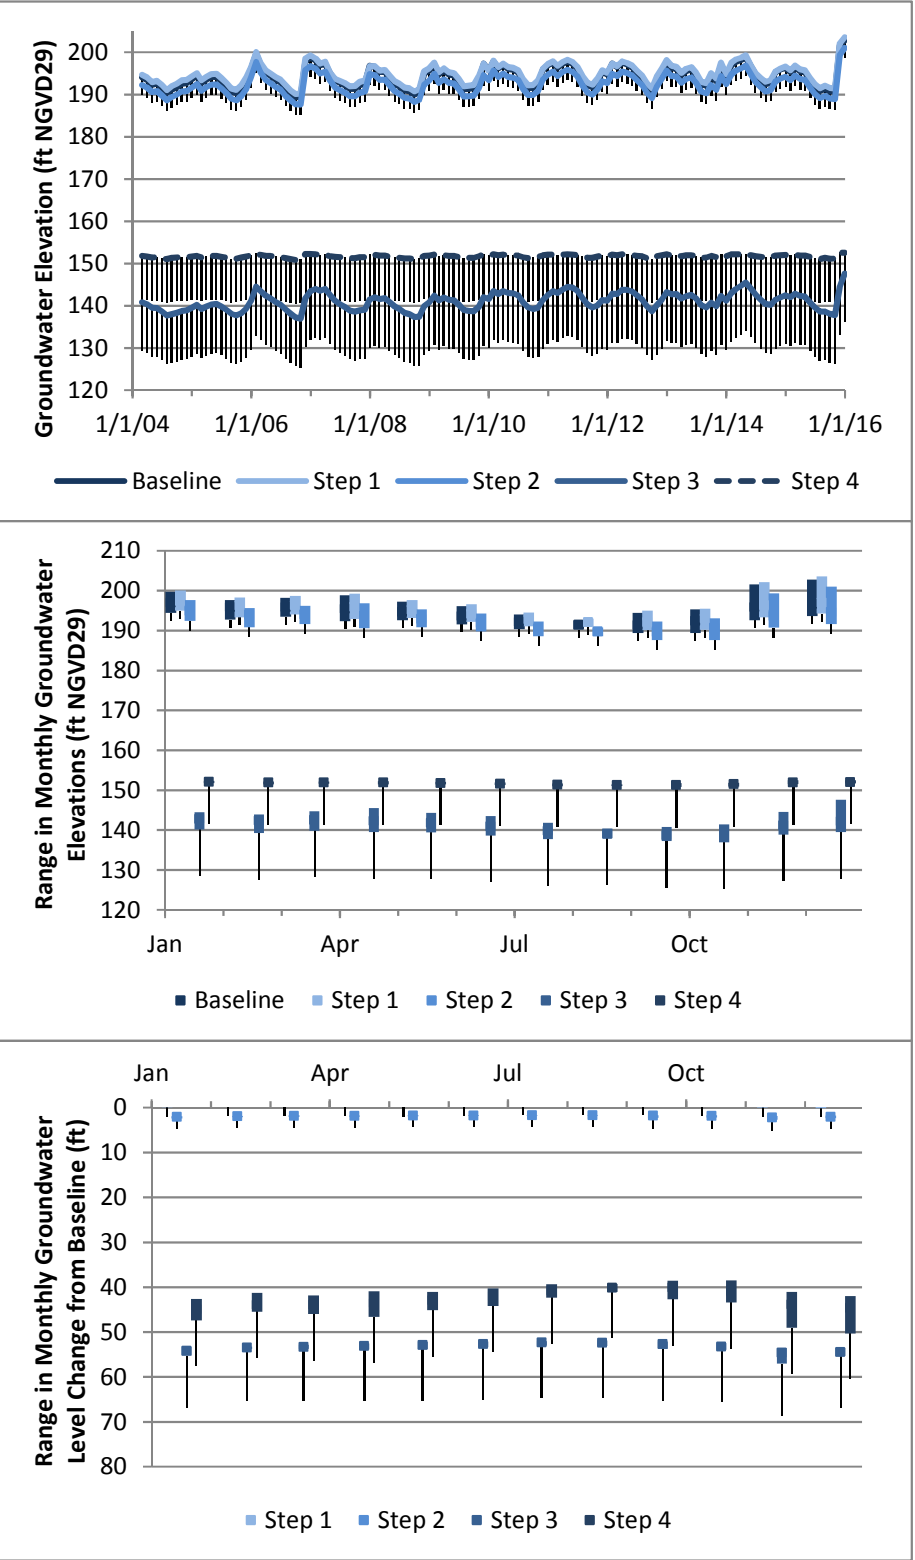 Groundwater Elevation (ft NGVD29)
200
190
180
170
160
150
140
130
120
1/1/04 1/1/06 1/1/08 1/1/10 1/1/12 1/1/14 1/1/16
Baseline Step 1 Step 2 Step 3 Step 4
Range in Monthly Groundwater
Elevations (ft NGVD29)
210
200
190
180
170
160
150
140
130
120
Jan Apr Jul Oct
Baseline Step 1 Step 2 Step 3 Step 4
Jan Apr Jul Oct
Range in Monthly Groundwater
Level Change from Baseline (ft)
0
10
20
30
40
50
60
70
80
Step 1 Step 2 Step 3 Step 4